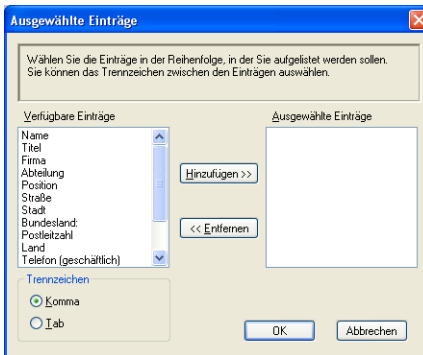 Ausgewählte Einträge
Wählen Sie die Einträge in der Reihenfolge, in der Sie aufgelistet werden sollen.
Sie können das Trennzeichen zwischen den Einträgen auswählen.
Verfügbare Einträge
Name
Titel
Firma
Abteilung
Position
Straße
Stadt
Bundesland:
Postleitzahl
Land
Telefon (geschäftlich)
Hinzufügen >>
<< Entfernen
Ausgewählte Einträge
Trennzeichen
Komma
Tab
OK
Abbrechen